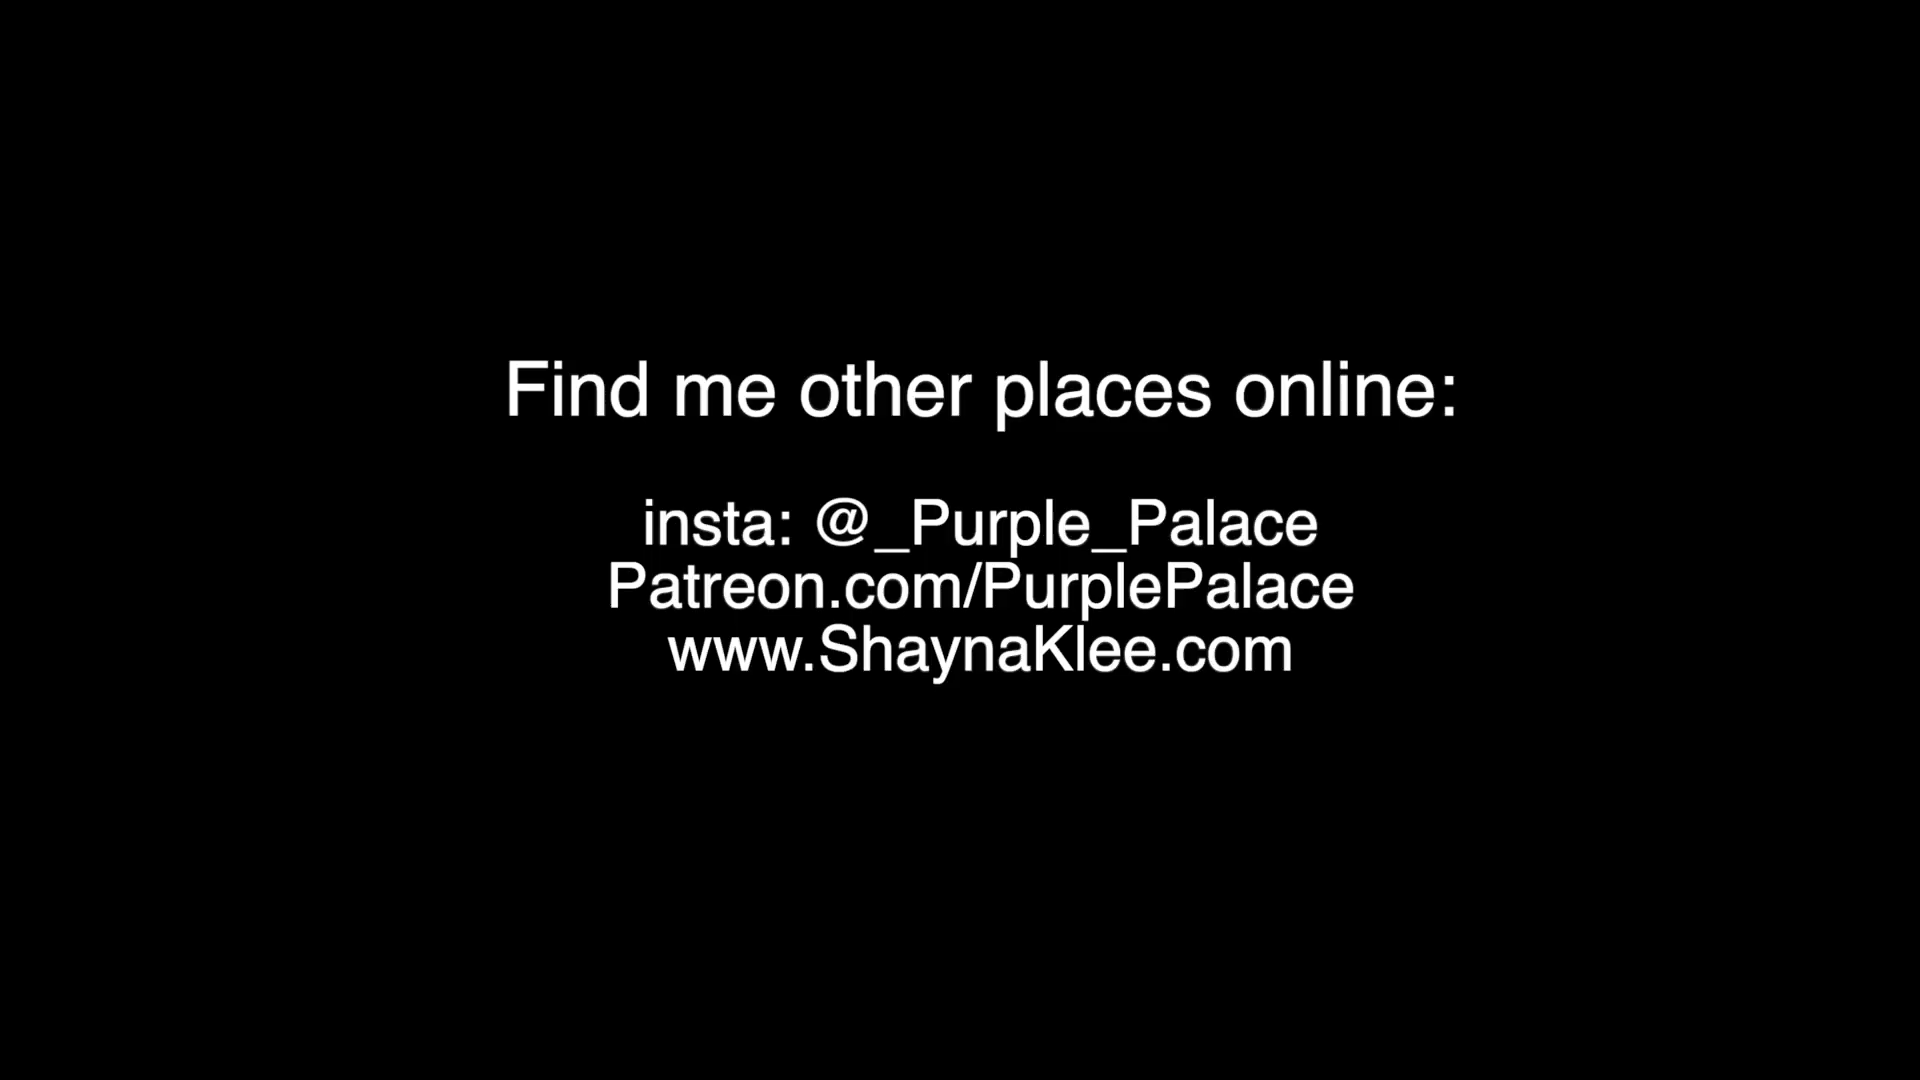 Find me other places online:
insta: @_Purple_Palace
Patreon.com/PurplePalace
www.ShaynaKlee.com